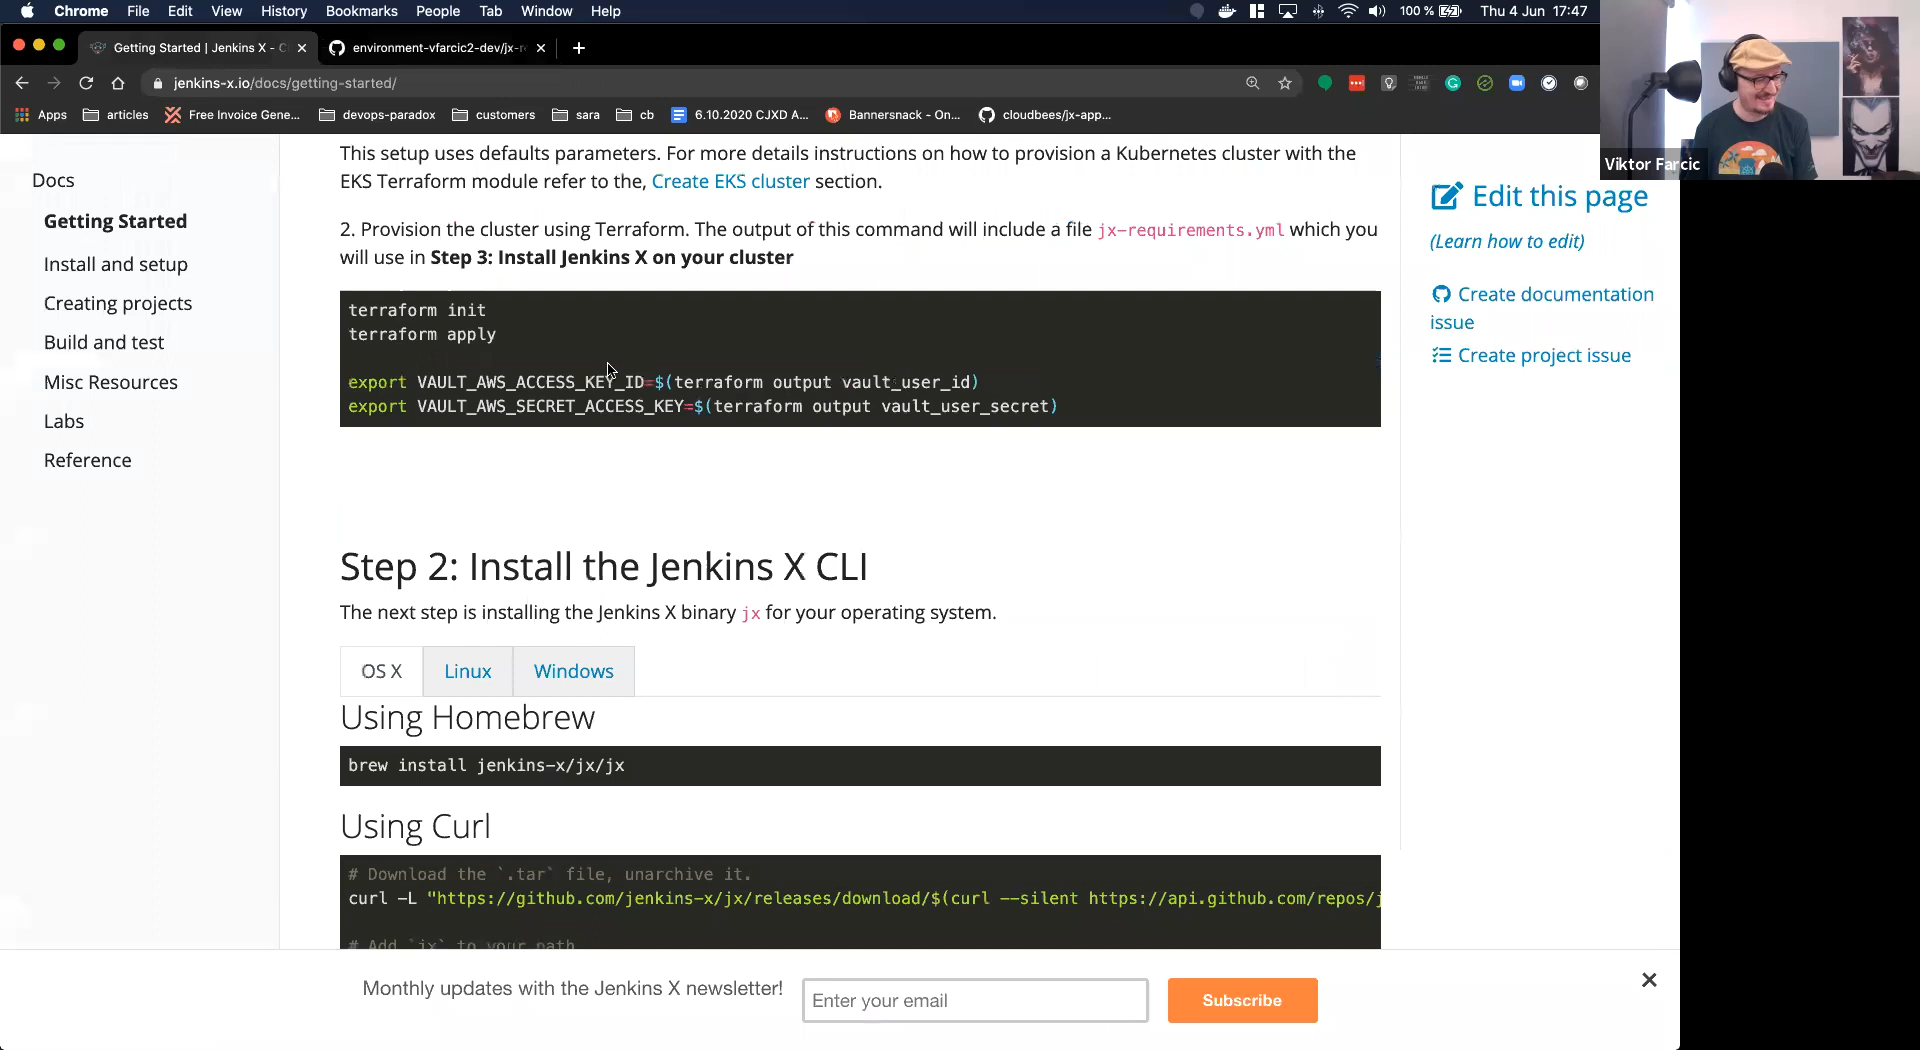 Chrome File Edit View History Bookmarks People Tab Window Help 100 % Thu 4 Jun 17:47
Getting Started | Jenkins X - C environment-vfarcic2-dev/jx-r
jenkins-x.io/docs/getting-started/
Apps articles Free Invoice Gene... devops-paradox customers sara cb 6.10.2020 CJXD A... Bannersnack - On... cloudbees/jx-app...
Viktor Farcic
Docs
Getting Started
Install and setup
Creating projects
Build and test
Misc Resources
Labs
Reference
This setup uses defaults parameters. For more details instructions on how to provision a Kubernetes cluster with the
EKS Terraform module refer to the, Create EKS cluster section.
2. Provision the cluster using Terraform. The output of this command will include a file jx-requirements.yml which you
will use in Step 3: Install Jenkins X on your cluster
terraform init
terraform apply
export VAULT_AWS_ACCESS_KEY_ID=$(terraform output vault_user_id)
export VAULT_AWS_SECRET_ACCESS_KEY=$(terraform output vault_user_secret)
Step 2: Install the Jenkins X CLI
The next step is installing the Jenkins X binary jx for your operating system.
OS X Linux Windows
Using Homebrew
brew install jenkins-x/jx/jx
Using Curl
# Download the `.tar` file, unarchive it.
curl -L "https://github.com/jenkins-x/jx/releases/download/$(curl --silent https://api.github.com/repos/j
# Add `jx` to your path
Edit this page
(Learn how to edit)
Create documentation
issue
Create project issue
Monthly updates with the Jenkins X newsletter! Enter your email Subscribe